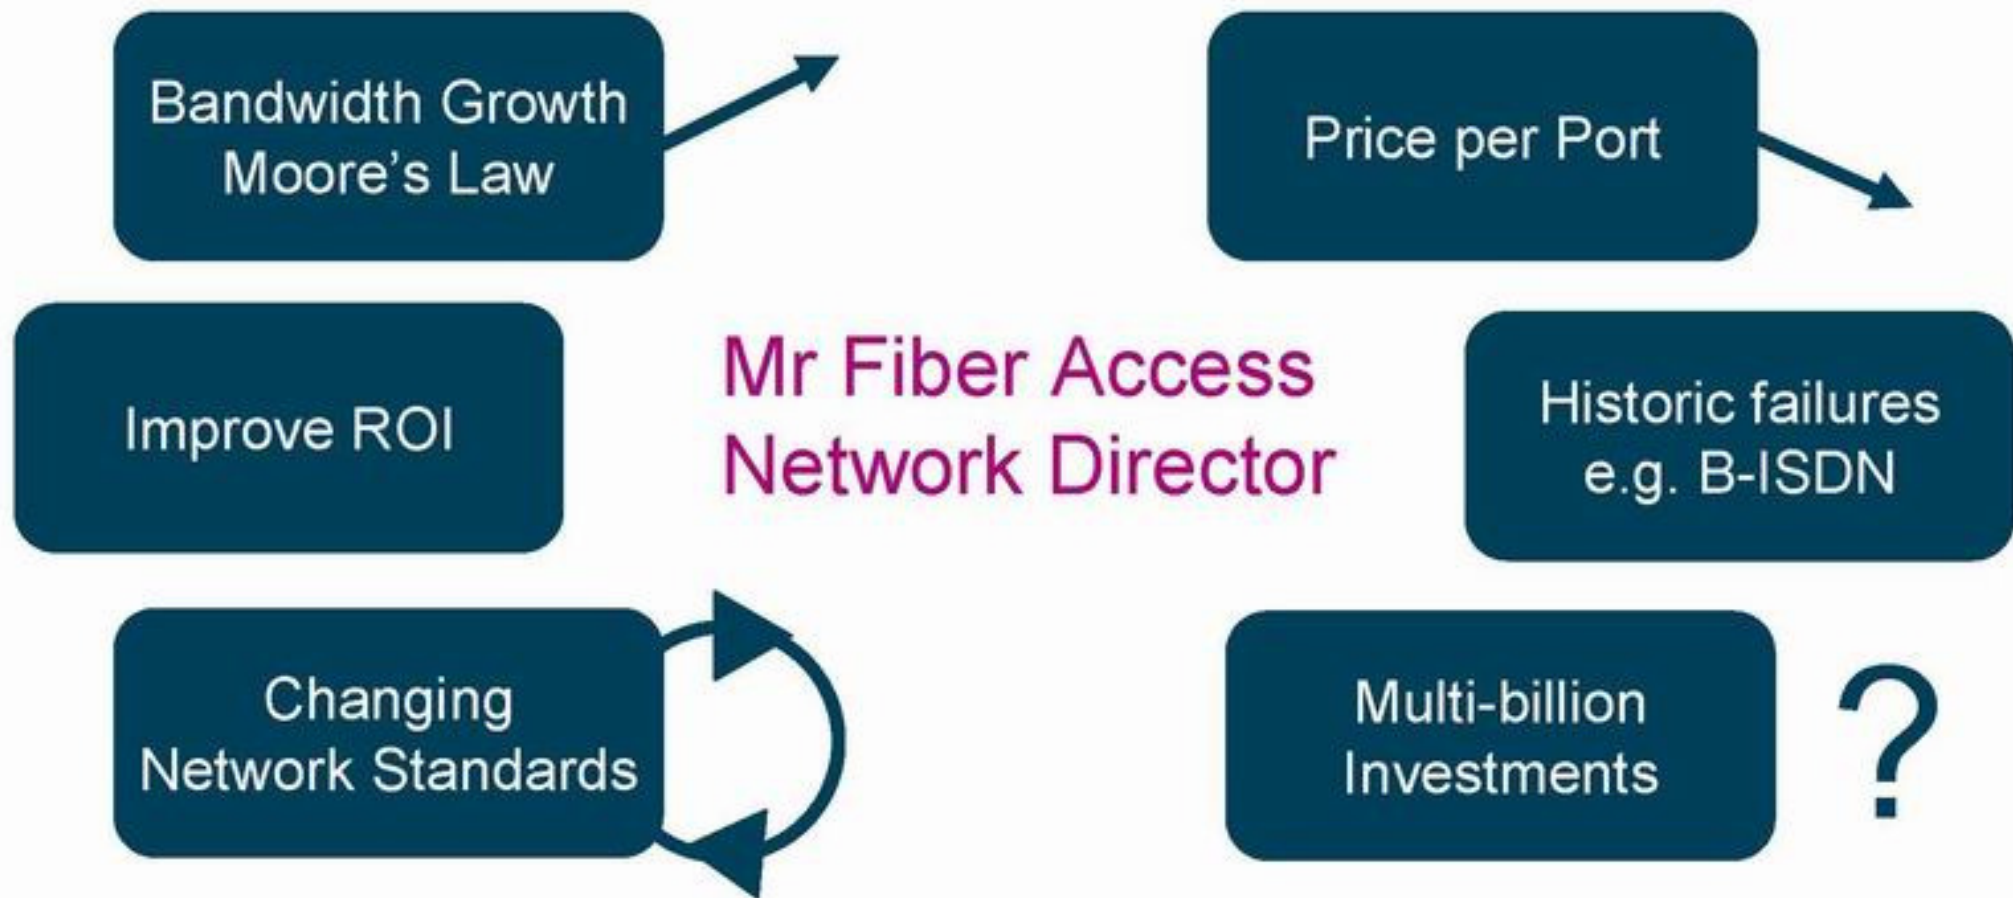 Bandwidth Growth
Moore's Law
Price per Port
Improve ROI
Mr Fiber Access
Network Director
Historic failures
e.g. B-ISDN
Changing
Network Standards
Multi-billion
Investments
?